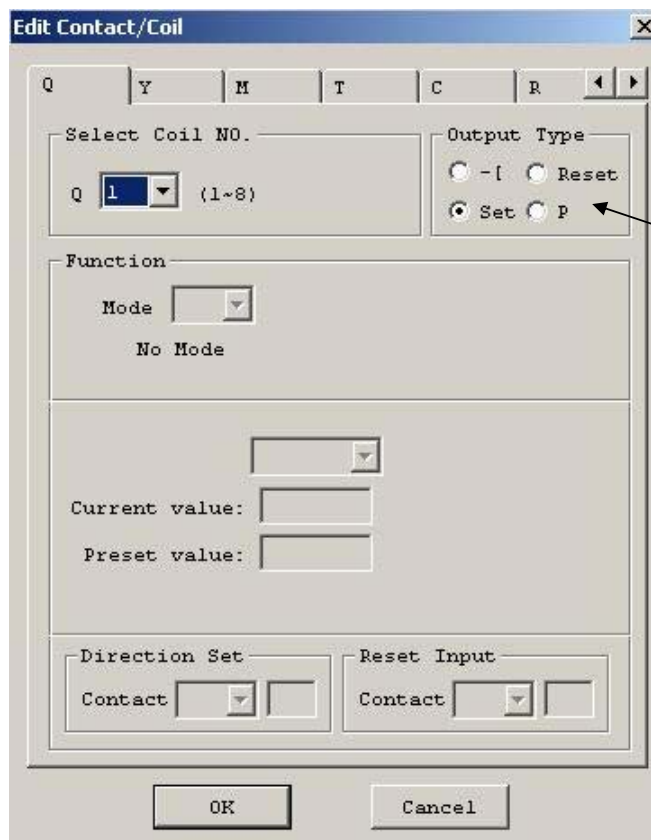 Edit Contact/Coil
Q Y M T C R
Select Coil NO.
Q 1 (1~8)
Output Type
-[ Reset
Set P
Function
Mode
No Mode
Current value:
Preset value:
Direction Set
Contact
Reset Input
Contact
OK Cancel